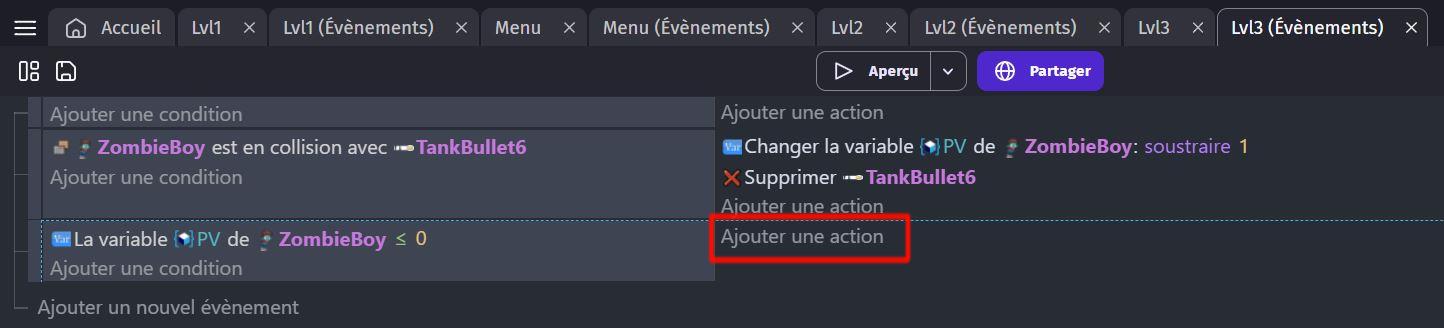 Accueil Lvl1 Lvl1 (Évènements) Menu Menu (Évènements) Lvl2 Lvl2 (Évènements) Lvl3 Lvl3 (Évènements)
Aperçu Partager
Ajouter une condition Ajouter une action
ZombieBoy est en collision avec TankBullet6 Var Changer la variable PV de ZombieBoy: soustraire 1
Ajouter une condition Supprimer TankBullet6
Ajouter une action
Var La variable PV de ZombieBoy ≤ 0 Ajouter une action
Ajouter une condition
Ajouter un nouvel évènement